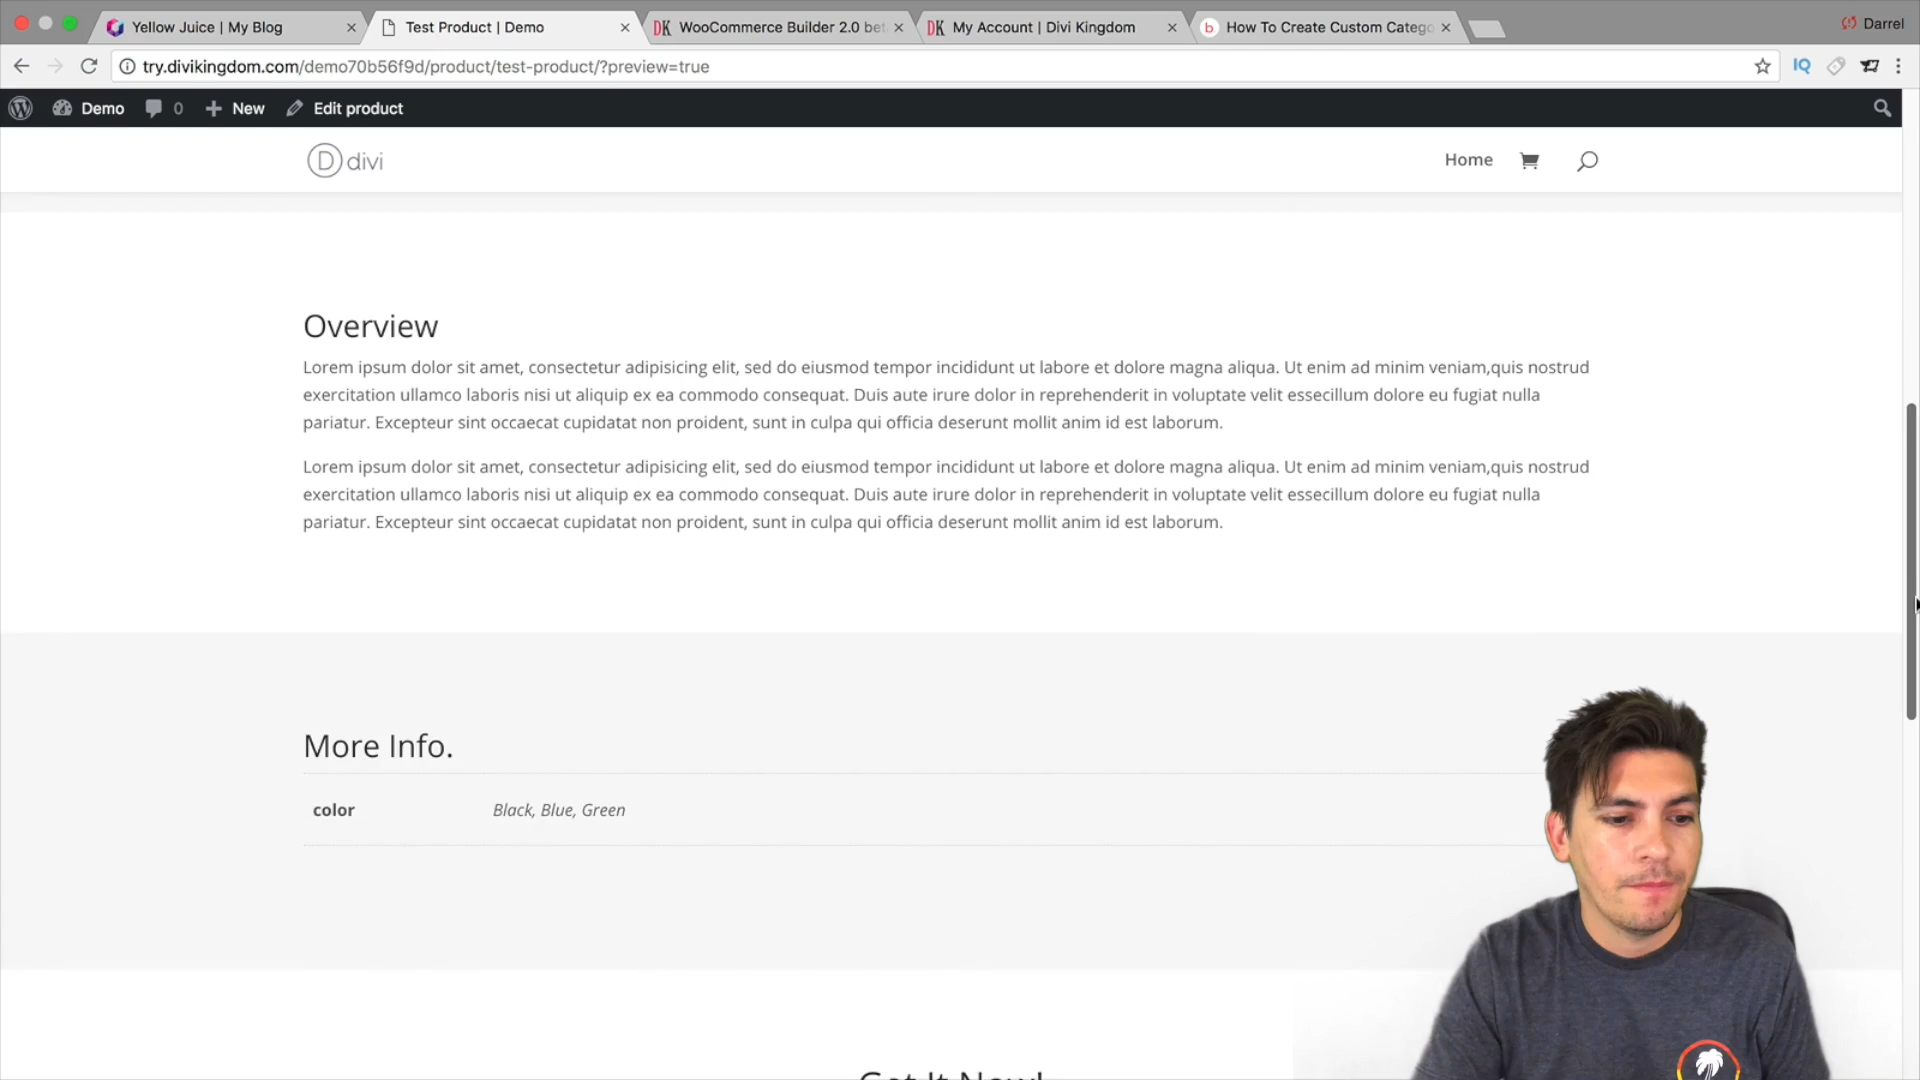 Yellow Juice | My Blog
Test Product | Demo
DK WooCommerce Builder 2.0 bet
DK My Account | Divi Kingdom
b How To Create Custom Catego
Darrel
try.divikingdom.com/demo70b56f9d/product/test-product/?preview=true
IQ
Demo
0
New
Edit product
D divi
Home
Overview
Lorem ipsum dolor sit amet, consectetur adipisicing elit, sed do eiusmod tempor incididunt ut labore et dolore magna aliqua. Ut enim ad minim veniam,quis nostrud
exercitation ullamco laboris nisi ut aliquip ex ea commodo consequat. Duis aute irure dolor in reprehenderit in voluptate velit essecillum dolore eu fugiat nulla
pariatur. Excepteur sint occaecat cupidatat non proident, sunt in culpa qui officia deserunt mollit anim id est laborum.
Lorem ipsum dolor sit amet, consectetur adipisicing elit, sed do eiusmod tempor incididunt ut labore et dolore magna aliqua. Ut enim ad minim veniam,quis nostrud
exercitation ullamco laboris nisi ut aliquip ex ea commodo consequat. Duis aute irure dolor in reprehenderit in voluptate velit essecillum dolore eu fugiat nulla
pariatur. Excepteur sint occaecat cupidatat non proident, sunt in culpa qui officia deserunt mollit anim id est laborum.
More Info.
color
Black, Blue, Green
Get It Now!